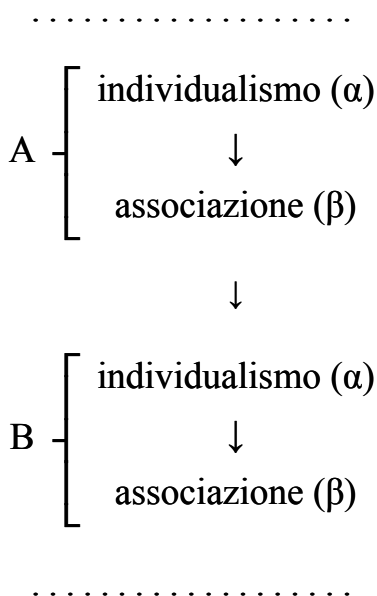 . . . . . . . . . . . . . . . . . . .
individualismo (α)
A
↓
associazione (β)
↓
individualismo (α)
B
↓
associazione (β)
. . . . . . . . . . . . . . . . . . .